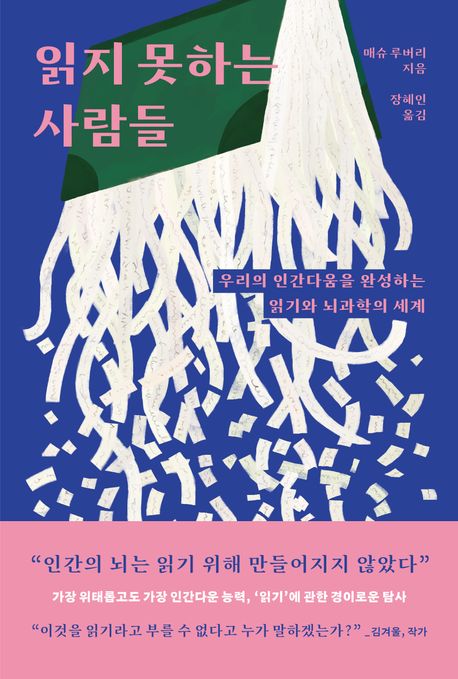 읽지 못하는
사람들
매슈 루버리
지음
장혜인
옮김
우리의 인간다움을 완성하는
읽기와 뇌과학의 세계
“인간의 뇌는 읽기 위해 만들어지지 않았다”
가장 위태롭고도 가장 인간다운 능력, ‘읽기’에 관한 경이로운 탐사
“이것을 읽기라고 부를 수 없다고 누가 말하겠는가?” _김겨울, 작가